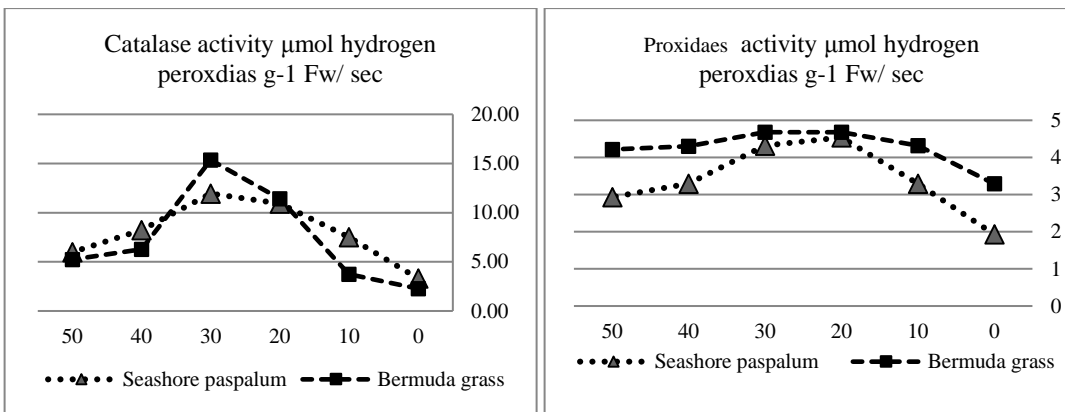 Catalase activity μmol hydrogen
peroxdias g-1 Fw/ sec
20.00
15.00
10.00
5.00
0.00
50 40 30 20 10 0
Seashore paspalum Bermuda grass
Proxidaes activity μmol hydrogen
peroxdias g-1 Fw/ sec
5
4
3
2
1
0
50 40 30 20 10 0
Seashore paspalum Bermuda grass